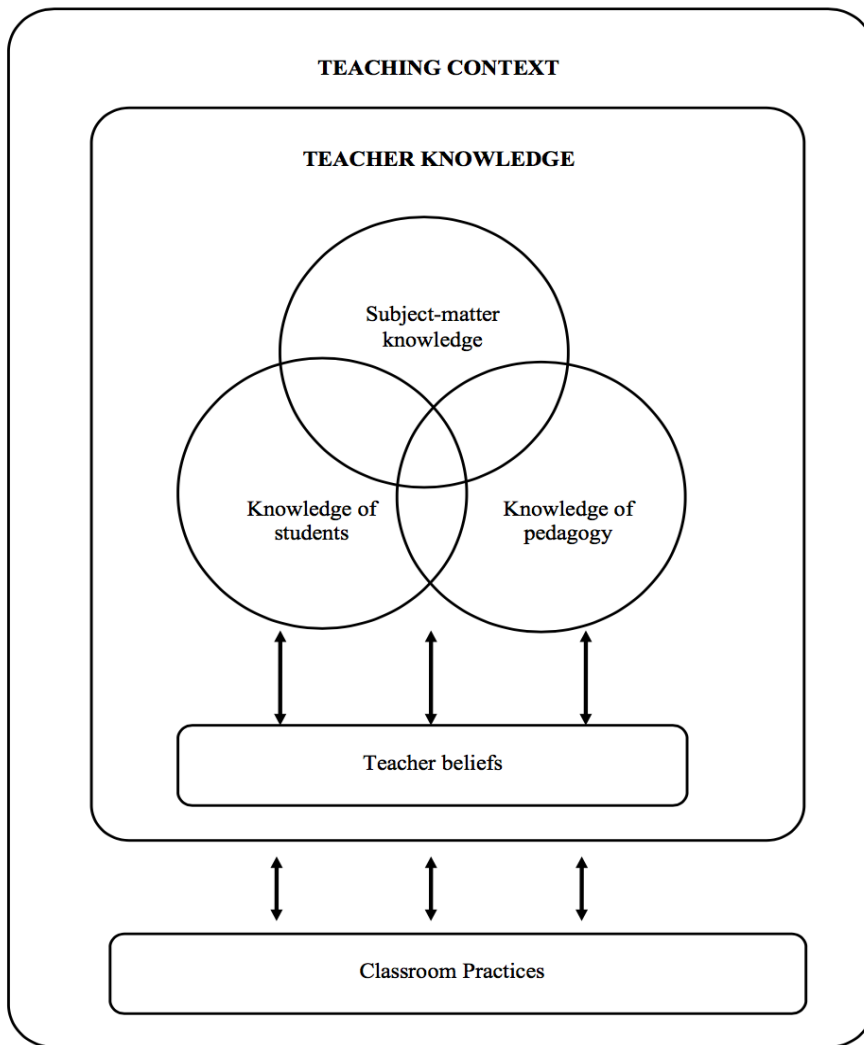 TEACHING CONTEXT
TEACHER KNOWLEDGE
Subject-matter
knowledge
Knowledge of
students
Knowledge of
pedagogy
Teacher beliefs
Classroom Practices